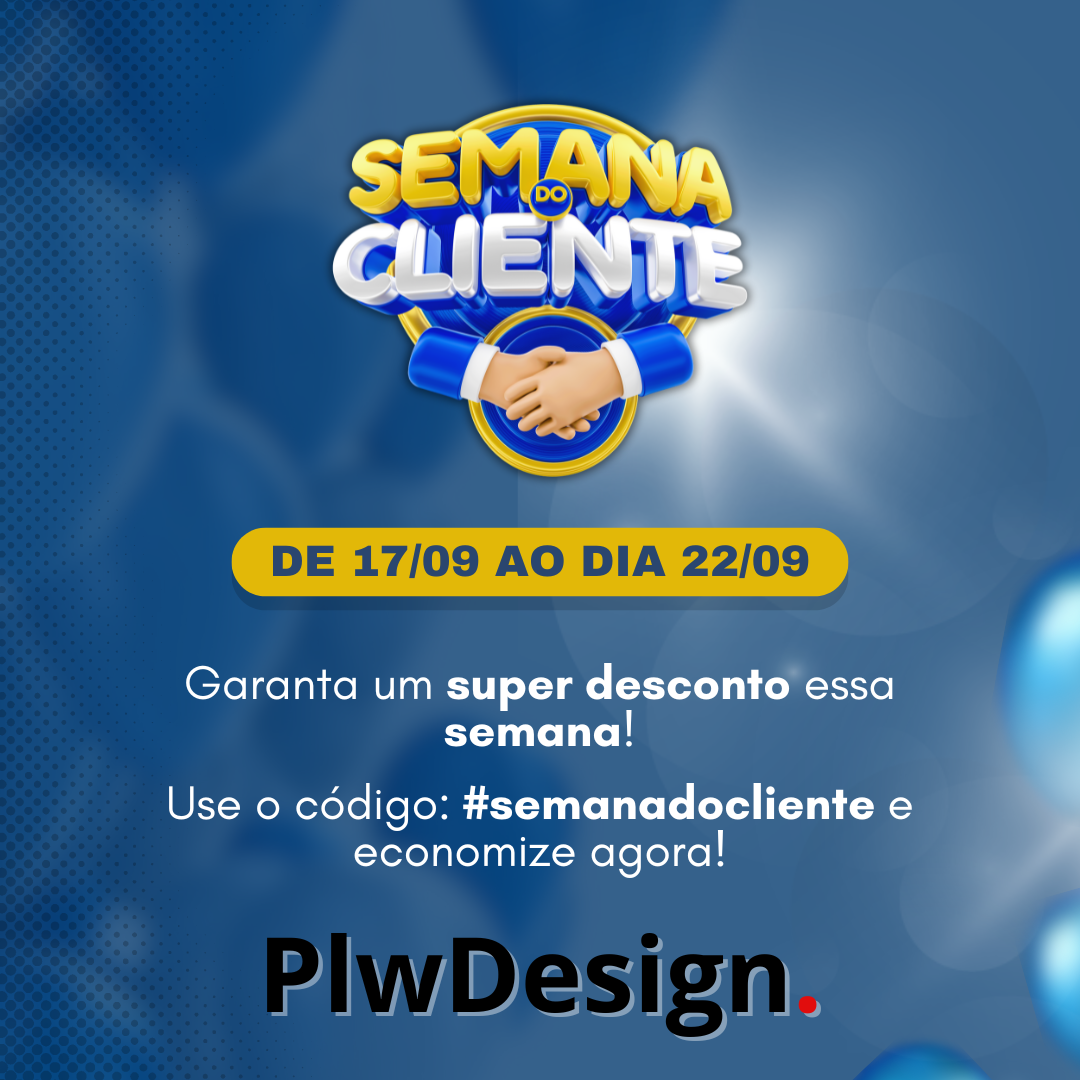 SEMANA
DO
CLIENTE
DE 17/09 AO DIA 22/09
Garanta um super desconto essa
semana!
Use o código: #semanadocliente e
economize agora!
PlwDesign.